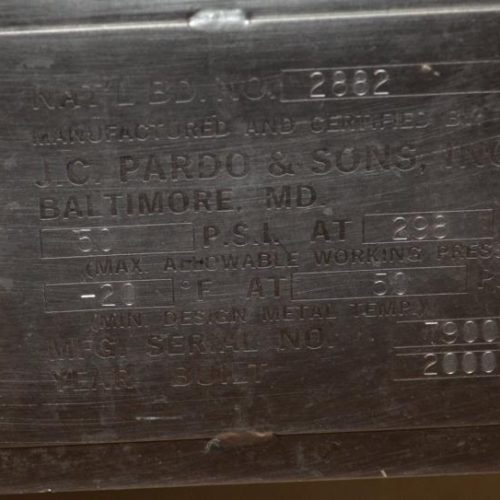 NAT'L BD. NO. 2882
MANUFACTURED AND CERTIFIED BY
J.C. PARDO & SONS, INC
BALTIMORE, MD.
50 P.S.I. AT 298
(MAX. ALLOWABLE WORKING PRES
-20 °F AT 50 P
(MIN. DESIGN METAL TEMP.)
MFG. SERIAL NO. 7900
YEAR BUILT 2000